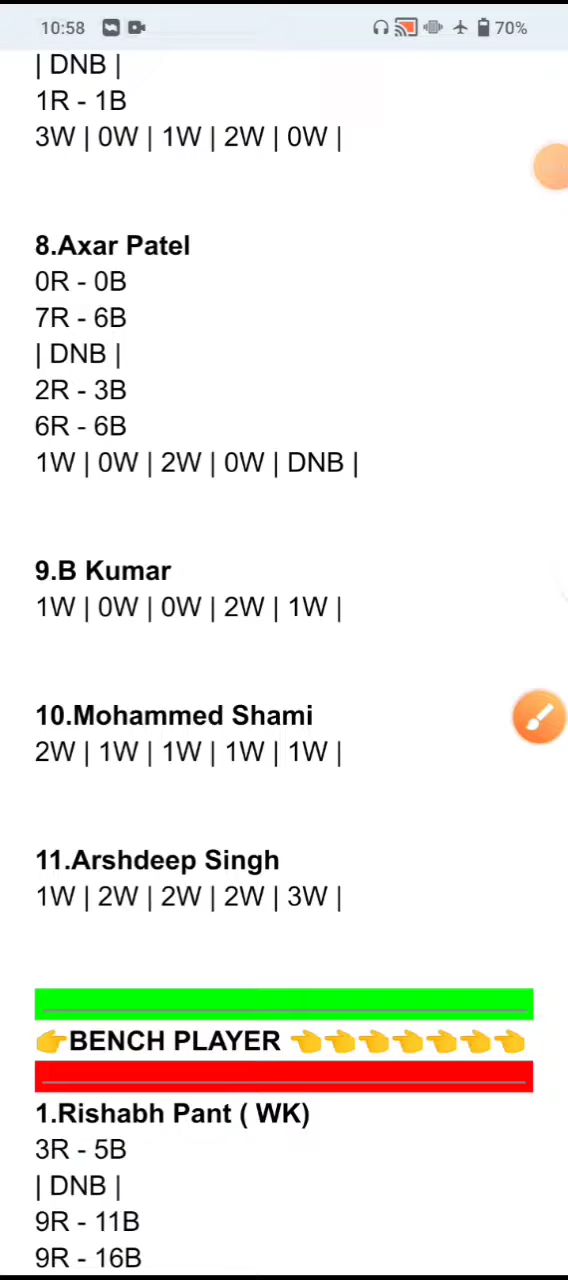 10:58
70%
| DNB |
1R - 1B
3W | 0W | 1W | 2W | 0W |
8.Axar Patel
0R - 0B
7R - 6B
| DNB |
2R - 3B
6R - 6B
1W | 0W | 2W | 0W | DNB |
9.B Kumar
1W | 0W | 0W | 2W | 1W |
10.Mohammed Shami
2W | 1W | 1W | 1W | 1W |
11.Arshdeep Singh
1W | 2W | 2W | 2W | 3W |
👉BENCH PLAYER 👈👈👈👈👈👈👈
1.Rishabh Pant ( WK)
3R - 5B
| DNB |
9R - 11B
9R - 16B